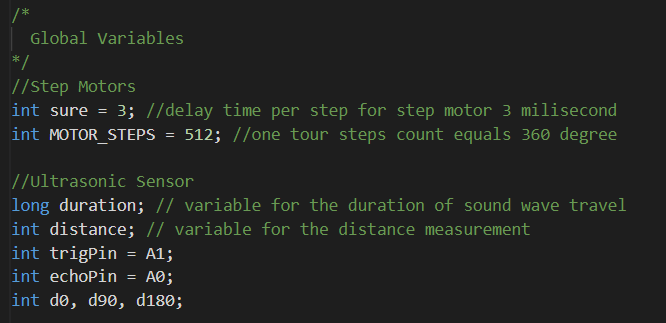 /*
  Global Variables
*/
//Step Motors
int sure = 3; //delay time per step for step motor 3 milisecond
int MOTOR_STEPS = 512; //one tour steps count equals 360 degree

//Ultrasonic Sensor
long duration; // variable for the duration of sound wave travel
int distance; // variable for the distance measurement
int trigPin = A1;
int echoPin = A0;
int d0, d90, d180;